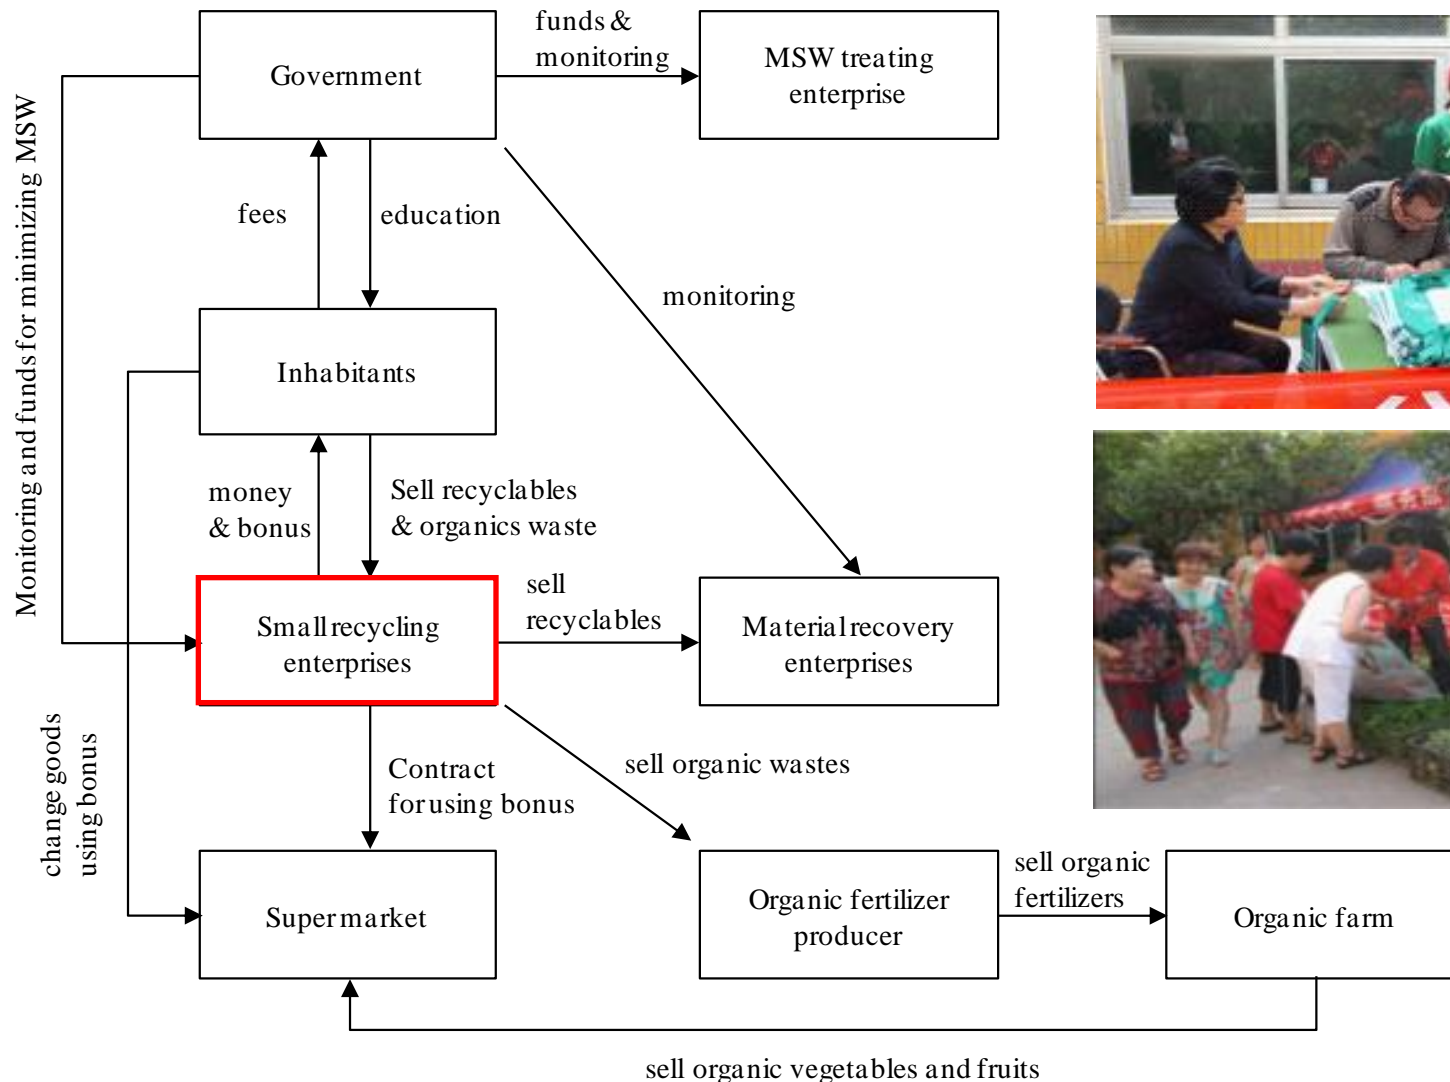 funds &
monitoring
Government
MSW treating
enterprise
Monitoring and funds for minimizing MSW
fees
education
monitoring
Inhabitants
money
& bonus
Sell recyclables
& organics waste
sell
recyclables
Small recycling
enterprises
Material recovery
enterprises
change goods
using bonus
Contract
for using bonus
sell organic wastes
Supermarket
Organic fertilizer
producer
sell organic
fertilizers
Organic farm
sell organic vegetables and fruits